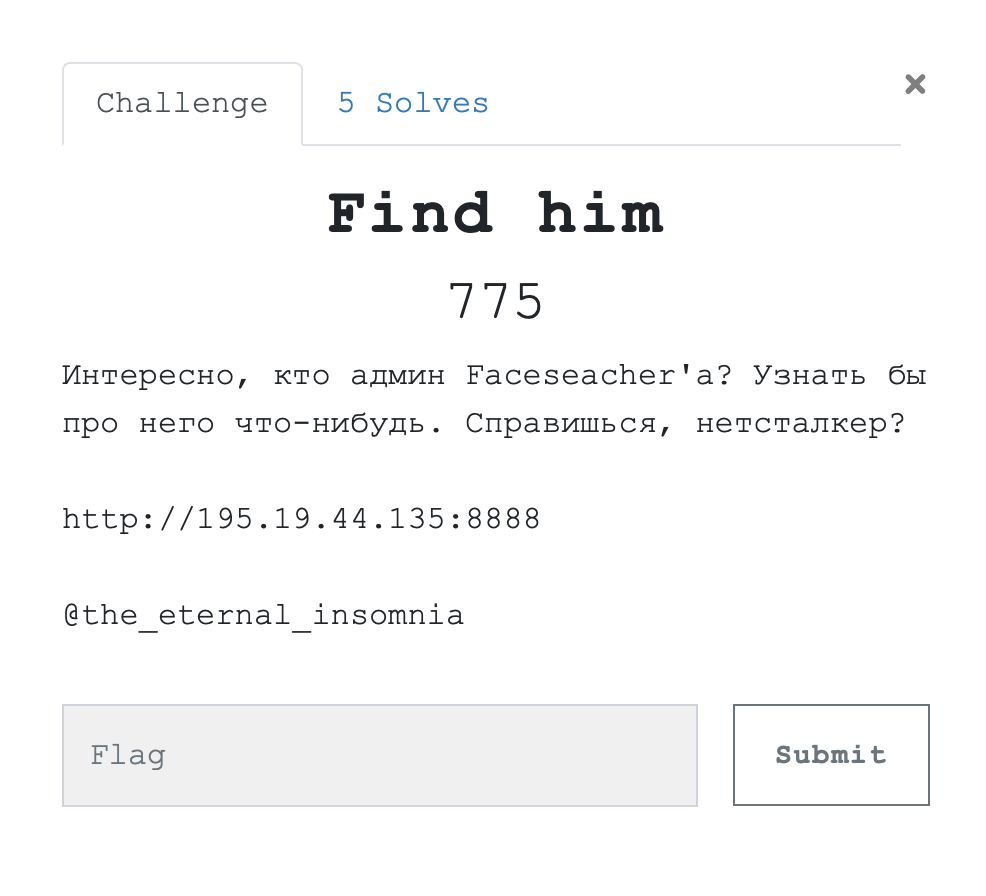 Challenge
5 Solves
×
Find him
775
Интересно, кто админ Faceseacher'a? Узнать бы
про него что-нибудь. Справишься, нетсталкер?
http://195.19.44.135:8888
@the_eternal_insomnia
Flag
Submit